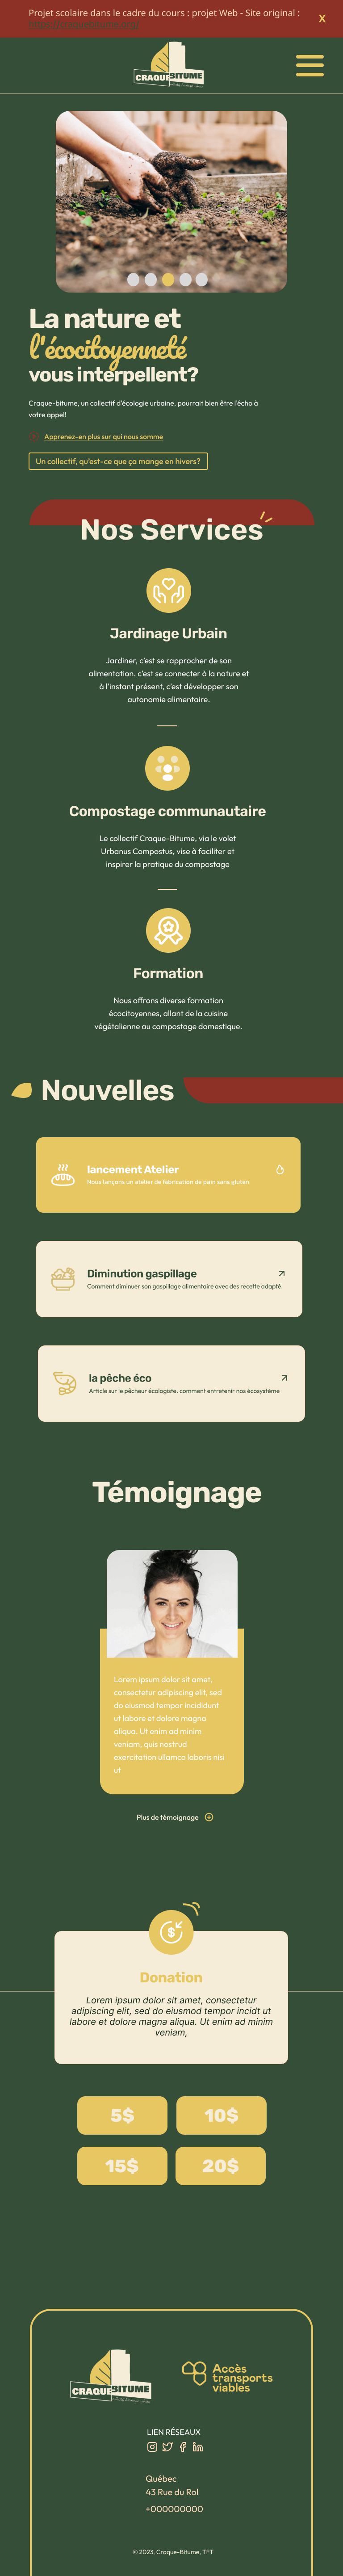 Projet scolaire dans le cadre du cours : projet Web - Site original :
X
CRAQUEBITUME
La nature et
l'écocitoyenneté
vous interpellent?
Craque-bitume, un collectif d'écologie urbaine, pourrait bien être l'écho à
votre appel!
Apprenez-en plus sur qui nous somme
Un collectif, qu'est-ce que ça mange en hivers?
Nos Services
Jardinage Urbain
Jardiner, c'est se rapprocher de son
alimentation. c'est se connecter à la nature et
à l'instant présent, c'est développer son
autonomie alimentaire.
Compostage communautaire
Le collectif Craque-Bitume, via le volet
Urbanus Compostus, vise à faciliter et
inspirer la pratique du compostage
Formation
Nous offrons diverse formation
écocitoyennes, allant de la cuisine
végétalienne au compostage domestique.
Nouvelles
lancement Atelier
Nous lançons un atelier de fabrication de pain sans gluten
Diminution gaspillage
Comment diminuer son gaspillage alimentaire avec des recette adapté
la pêche éco
Article sur le pêcheur écologiste. comment entretenir nos écosystème
Témoignage
Lorem ipsum dolor sit amet,
consectetur adipiscing elit, sed
do eiusmod tempor incididunt
ut labore et dolore magna
aliqua. Ut enim ad minim
veniam, quis nostrud
exercitation ullamco laboris nisi
ut
Plus de témoignage
$
Donation
Lorem ipsum dolor sit amet, consectetur
adipiscing elit, sed do eiusmod tempor incidt ut
labore et dolore magna aliqua. Ut enim ad minim
veniam,
5$ 10$
15$ 20$
CRAQUEBITUME
Accès
transports
viables
LIEN RÉSEAUX
Québec
43 Rue du Rol
+000000000
© 2023, Craque-Bitume, TFT